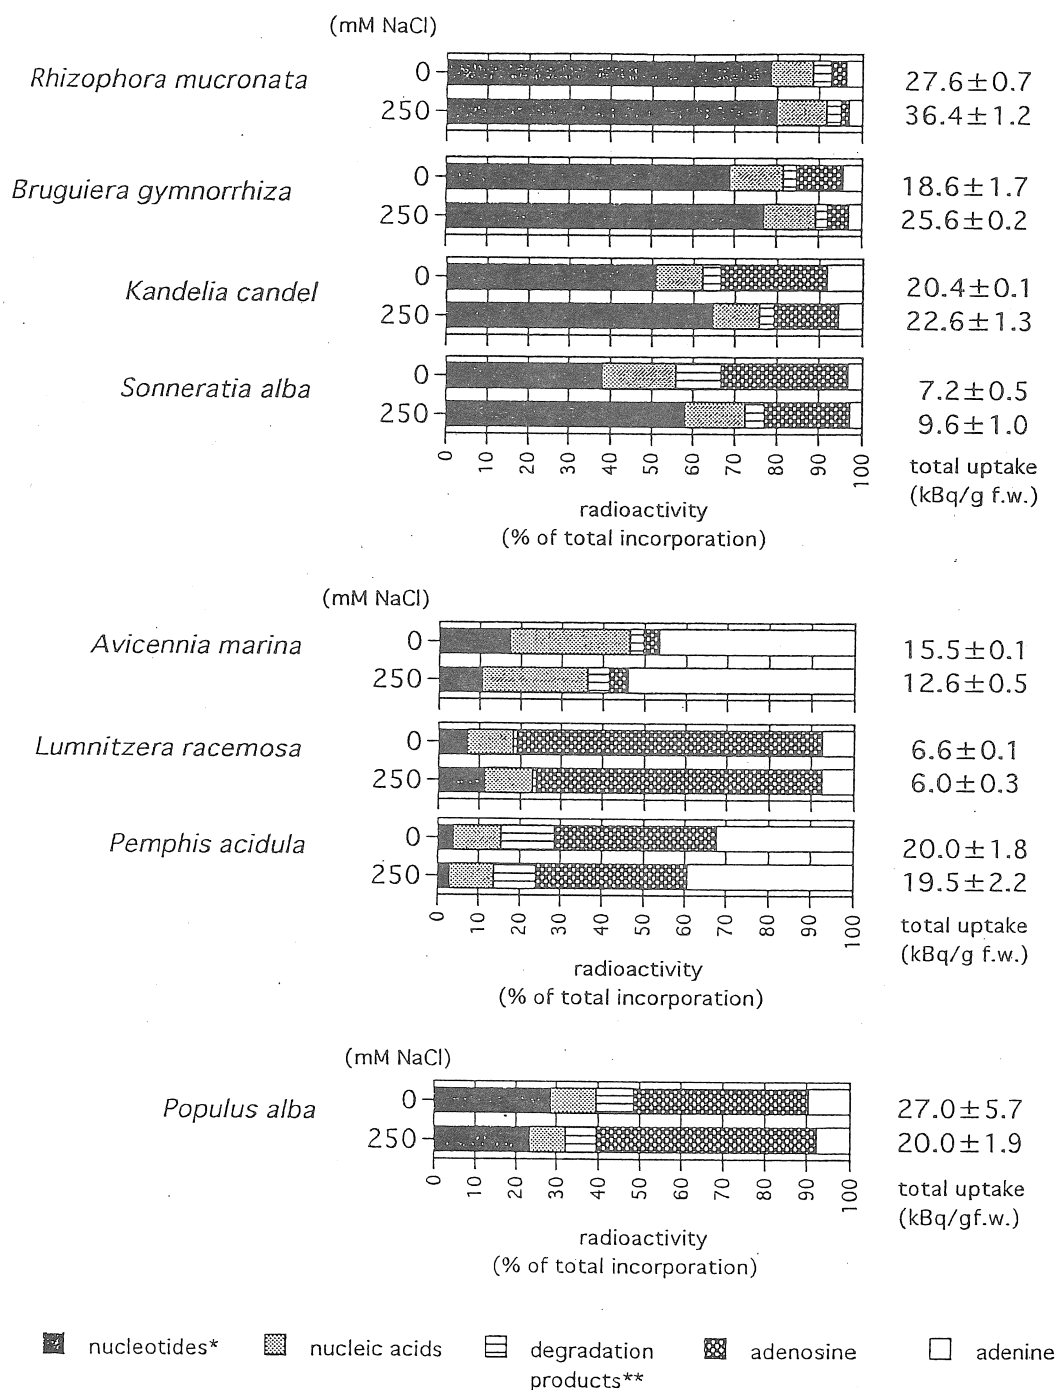 (mM NaCl)
Rhizophora mucronata 0 27.6±0.7
250 36.4±1.2
Bruguiera gymnorrhiza 0 18.6±1.7
250 25.6±0.2
Kandelia candel 0 20.4±0.1
250 22.6±1.3
Sonneratia alba 0 7.2±0.5
250 9.6±1.0
0 10 20 30 40 50 60 70 80 90 100
total uptake
(kBq/g f.w.)
radioactivity
(% of total incorporation)
(mM NaCl)
Avicennia marina 0 15.5±0.1
250 12.6±0.5
Lumnitzera racemosa 0 6.6±0.1
250 6.0±0.3
Pemphis acidula 0 20.0±1.8
250 19.5±2.2
0 10 20 30 40 50 60 70 80 90 100
total uptake
(kBq/g f.w.)
radioactivity
(% of total incorporation)
(mM NaCl)
Populus alba 0 27.0±5.7
250 20.0±1.9
0 10 20 30 40 50 60 70 80 90 100
total uptake
(kBq/gf.w.)
radioactivity
(% of total incorporation)
nucleotides* nucleic acids degradation adenosine adenine
products**